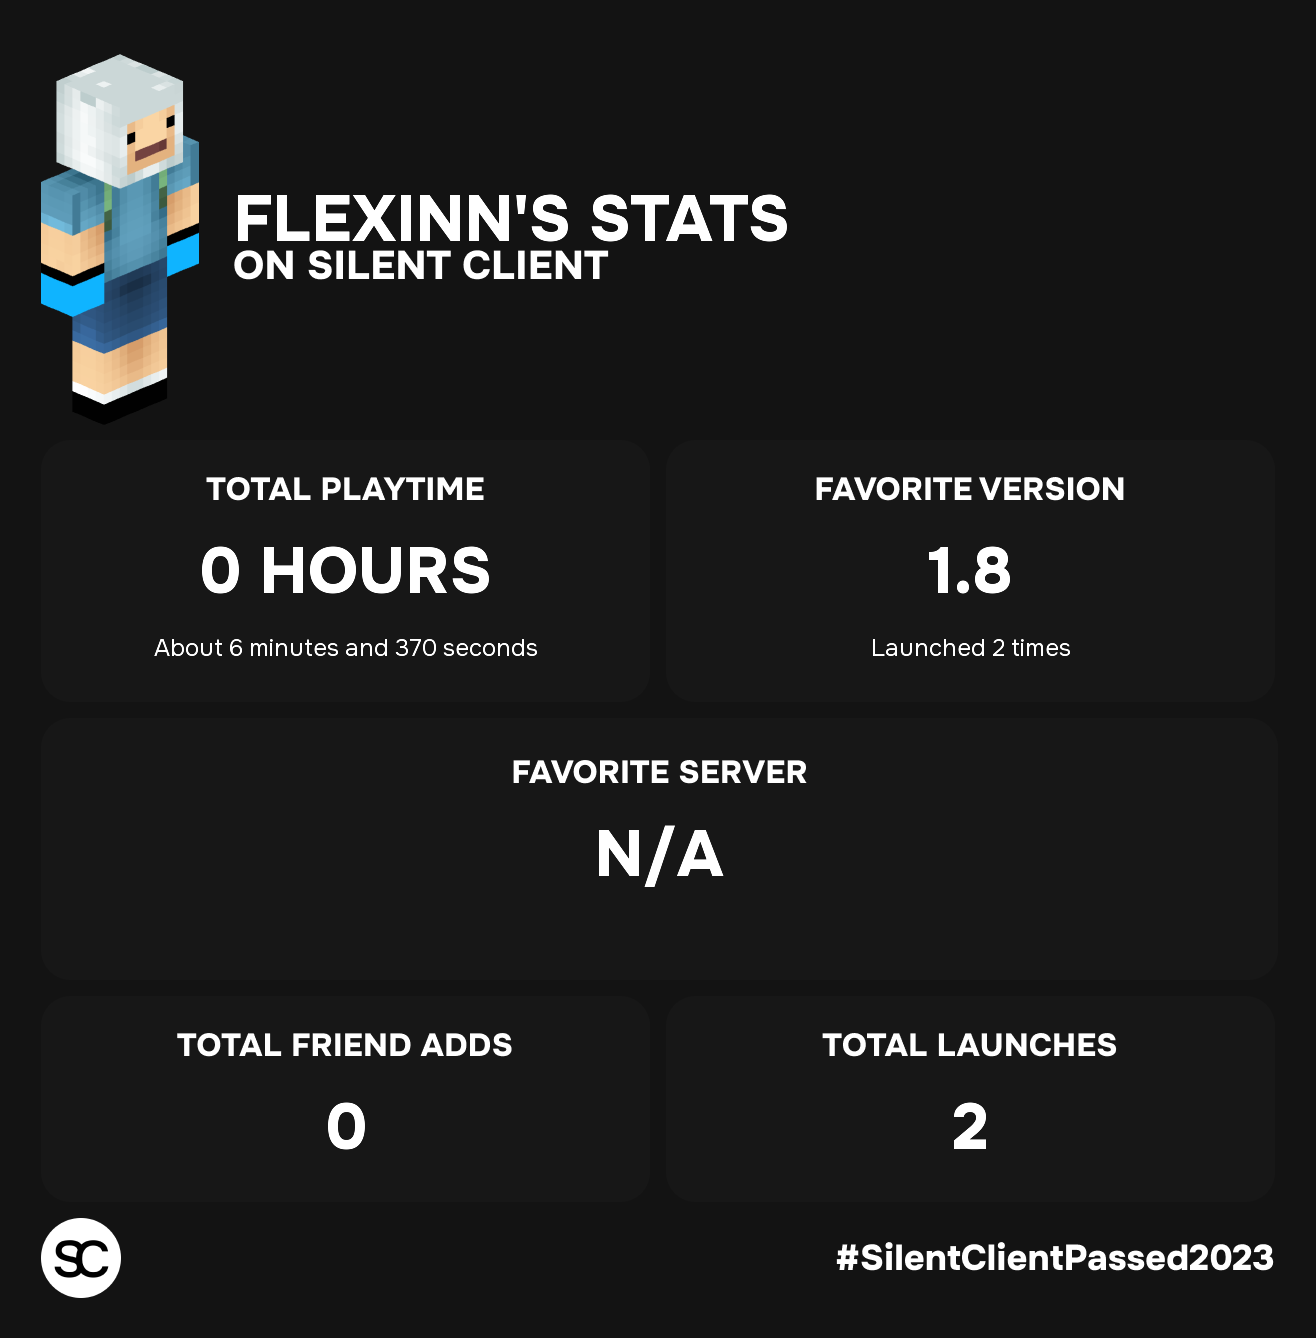 FLEXINN'S STATS
ON SILENT CLIENT
TOTAL PLAYTIME
0 HOURS
About 6 minutes and 370 seconds
FAVORITE VERSION
1.8
Launched 2 times
FAVORITE SERVER
N/A
TOTAL FRIEND ADDS
0
TOTAL LAUNCHES
2
SC
#SilentClientPassed2023